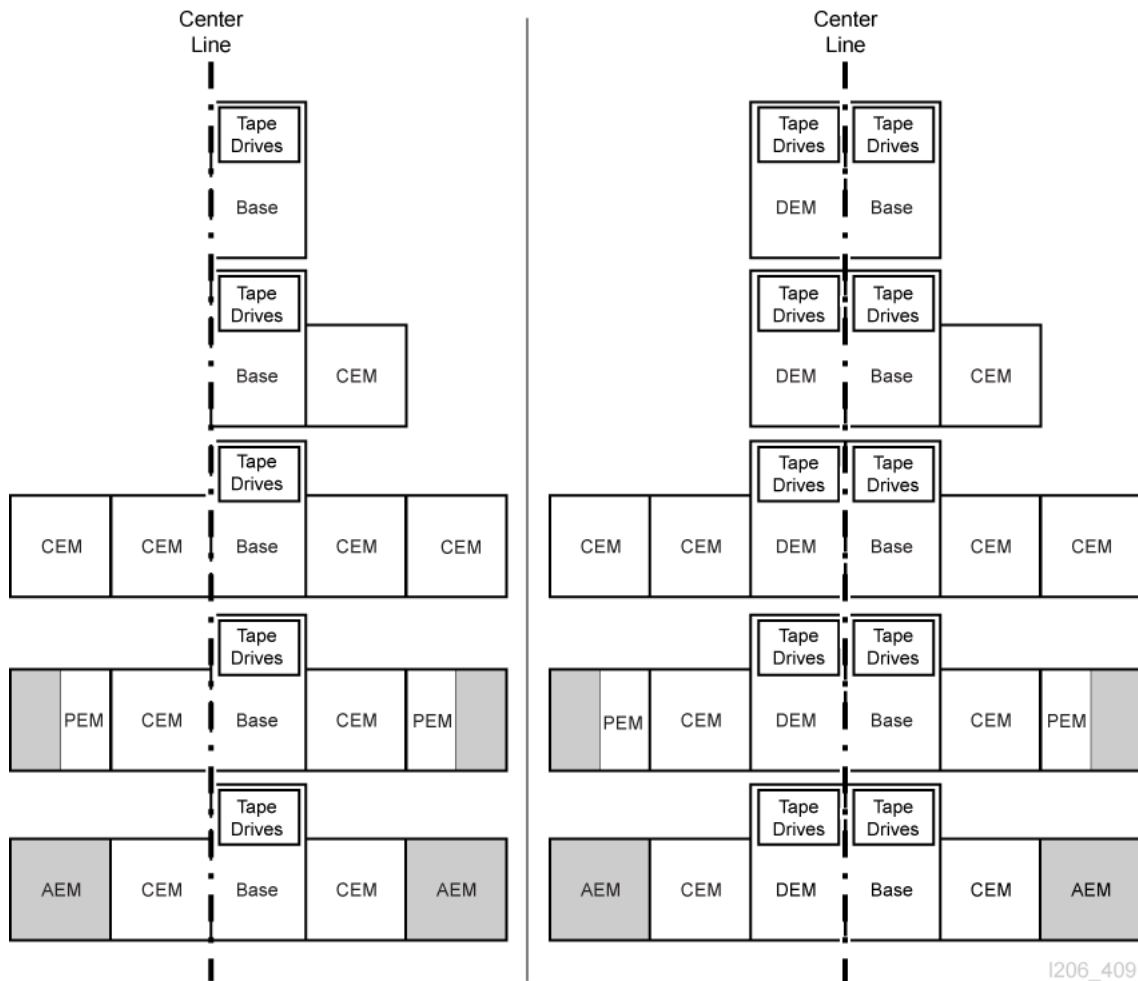 Center
Line
Tape
Drives
Base
Tape
Drives
Base
CEM
Tape
Drives
CEM
CEM
Base
CEM
CEM
Tape
Drives
PEM
CEM
Base
CEM
PEM
Tape
Drives
AEM
CEM
Base
CEM
AEM
Center
Line
Tape
Drives
Tape
Drives
DEM
Base
Tape
Drives
Tape
Drives
DEM
Base
CEM
Tape
Drives
Tape
Drives
CEM
CEM
DEM
Base
CEM
CEM
Tape
Drives
Tape
Drives
PEM
CEM
DEM
Base
CEM
PEM
Tape
Drives
Tape
Drives
AEM
CEM
DEM
Base
CEM
AEM
I206_409